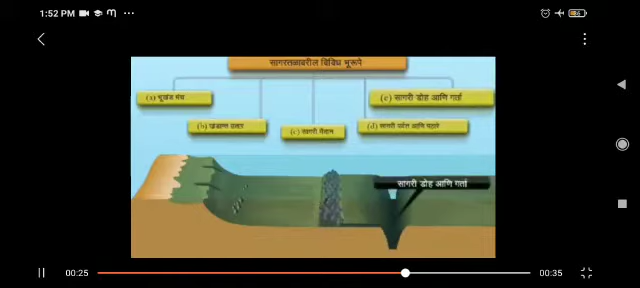 1:52 PM
सागरतळावरील विविध भूरूपे
(a) भूखंड मंच
(e) सागरी डोह आणि गर्ता
(b) खंडान्त उतार
(c) सागरी मैदान
(d) सागरी पर्वत आणि पठारे
सागरी डोह आणि गर्ता
00:25
00:35